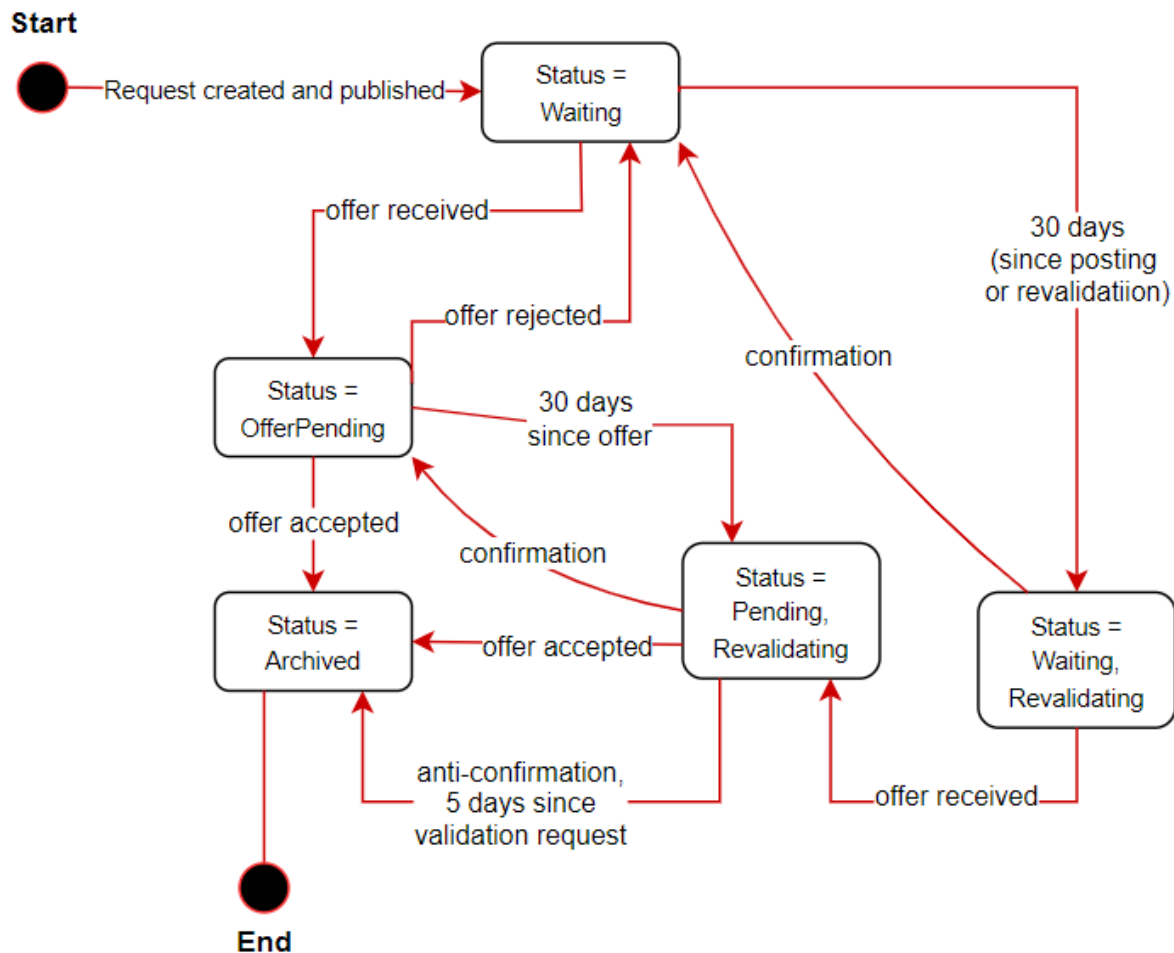 Start
Request created and published
Status =
Waiting
offer received
30 days
(since posting
or revalidatiion)
offer rejected
confirmation
Status =
OfferPending
30 days
since offer
offer accepted
confirmation
Status =
Pending,
Revalidating
Status =
Archived
offer accepted
Status =
Waiting,
Revalidating
anti-confirmation,
5 days since
validation request
offer received
End